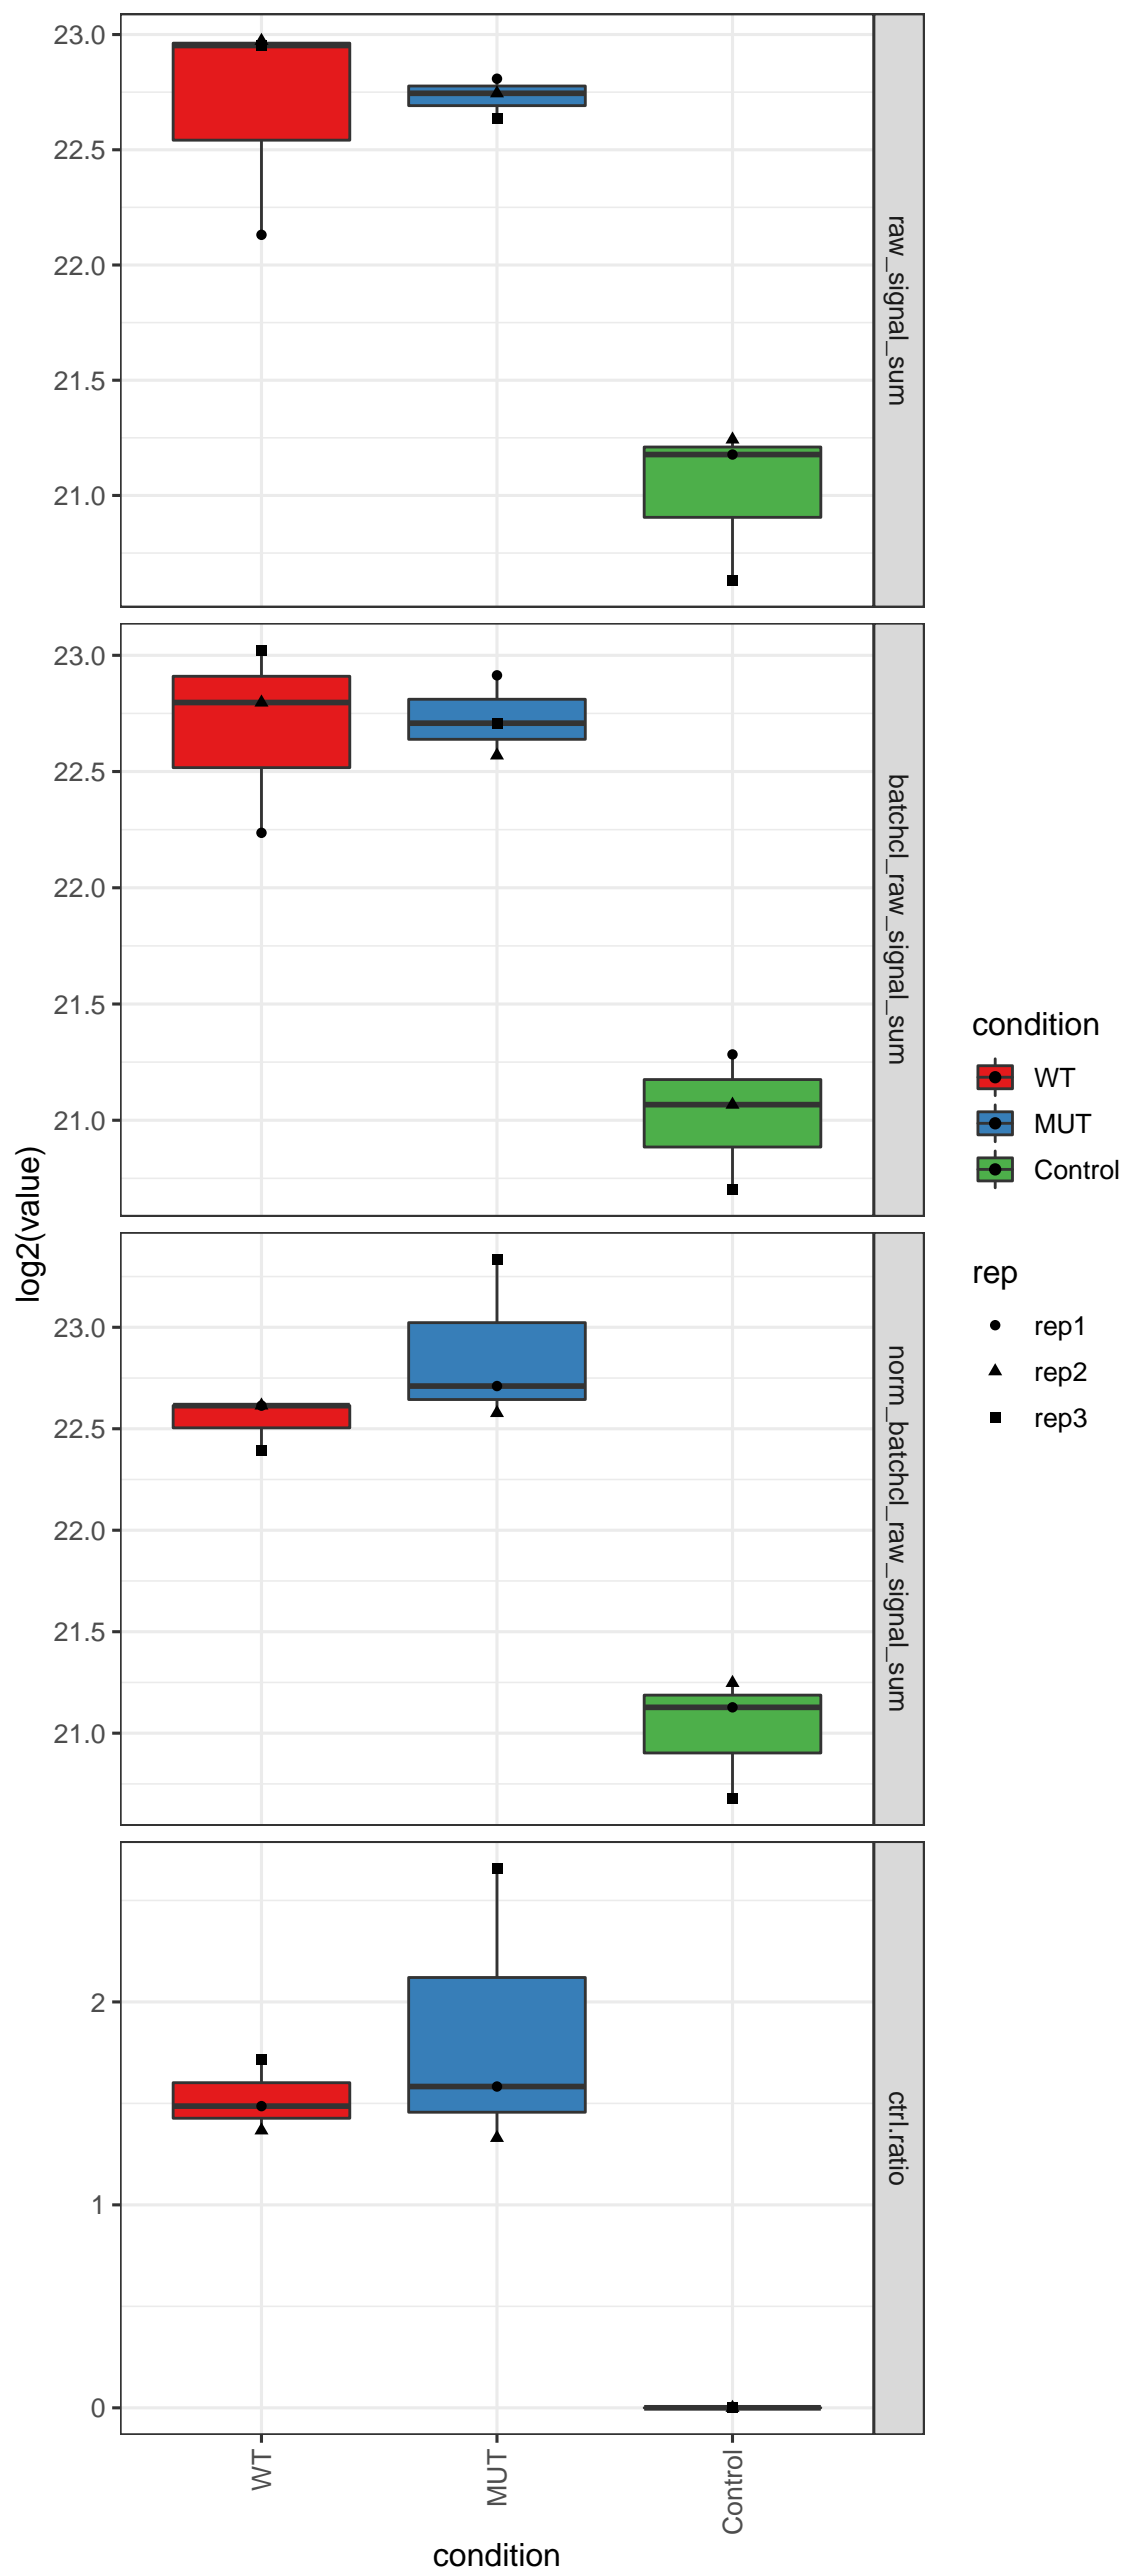 23.0
22.5
22.0
21.5
21.0
raw_signal_sum
23.0
22.5
22.0
21.5
21.0
batchcl_raw_signal_sum
23.0
22.5
22.0
21.5
21.0
norm_batchcl_raw_signal_sum
2
1
0
ctrl.ratio
log2(value)
WT
MUT
Control
condition
condition
WT
MUT
Control
rep
rep1
rep2
rep3